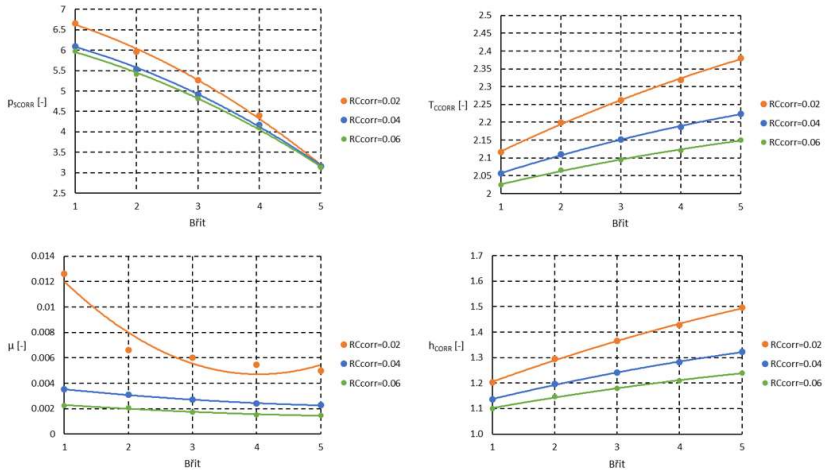 7
6.5
6
5.5
5
4.5
4
3.5
3
2.5
pSCORR [-]
1 2 3 4 5
Břit
RCcorr=0.02
RCcorr=0.04
RCcorr=0.06
2.5
2.45
2.4
2.35
2.3
2.25
2.2
2.15
2.1
2.05
2
TCCORR [-]
1 2 3 4 5
Břit
RCcorr=0.02
RCcorr=0.04
RCcorr=0.06
0.014
0.012
0.01
0.008
0.006
0.004
0.002
0
μ [-]
1 2 3 4 5
Břit
RCcorr=0.02
RCcorr=0.04
RCcorr=0.06
1.7
1.6
1.5
1.4
1.3
1.2
1.1
1.0
hCORR [-]
1 2 3 4 5
Břit
RCcorr=0.02
RCcorr=0.04
RCcorr=0.06